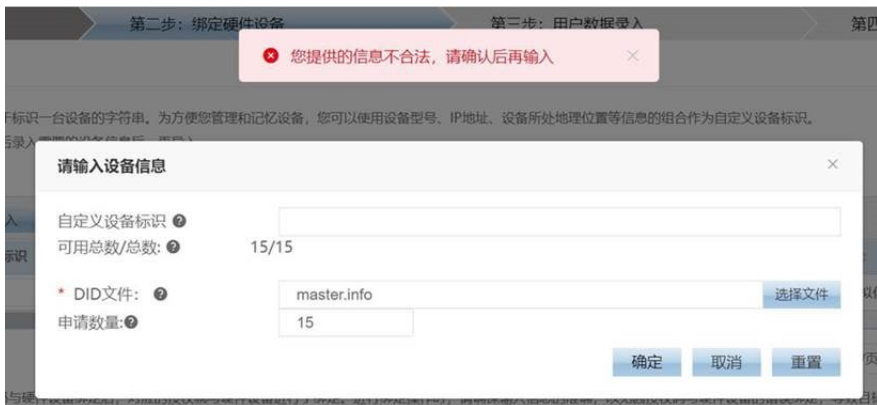 第二步：绑定硬件设备
第三步：用户数据录入
第四
您提供的信息不合法，请确认后再输入
于标识一台设备的字符串。为方便您管理和记忆设备，您可以使用设备型号、IP地址、设备所处地理位置等信息的组合作为自定义设备标识。
请输入设备信息
入
标识
自定义设备标识
可用总数/总数: 15/15
* DID文件： master.info 选择文件
申请数量: 15
确定 取消 重置